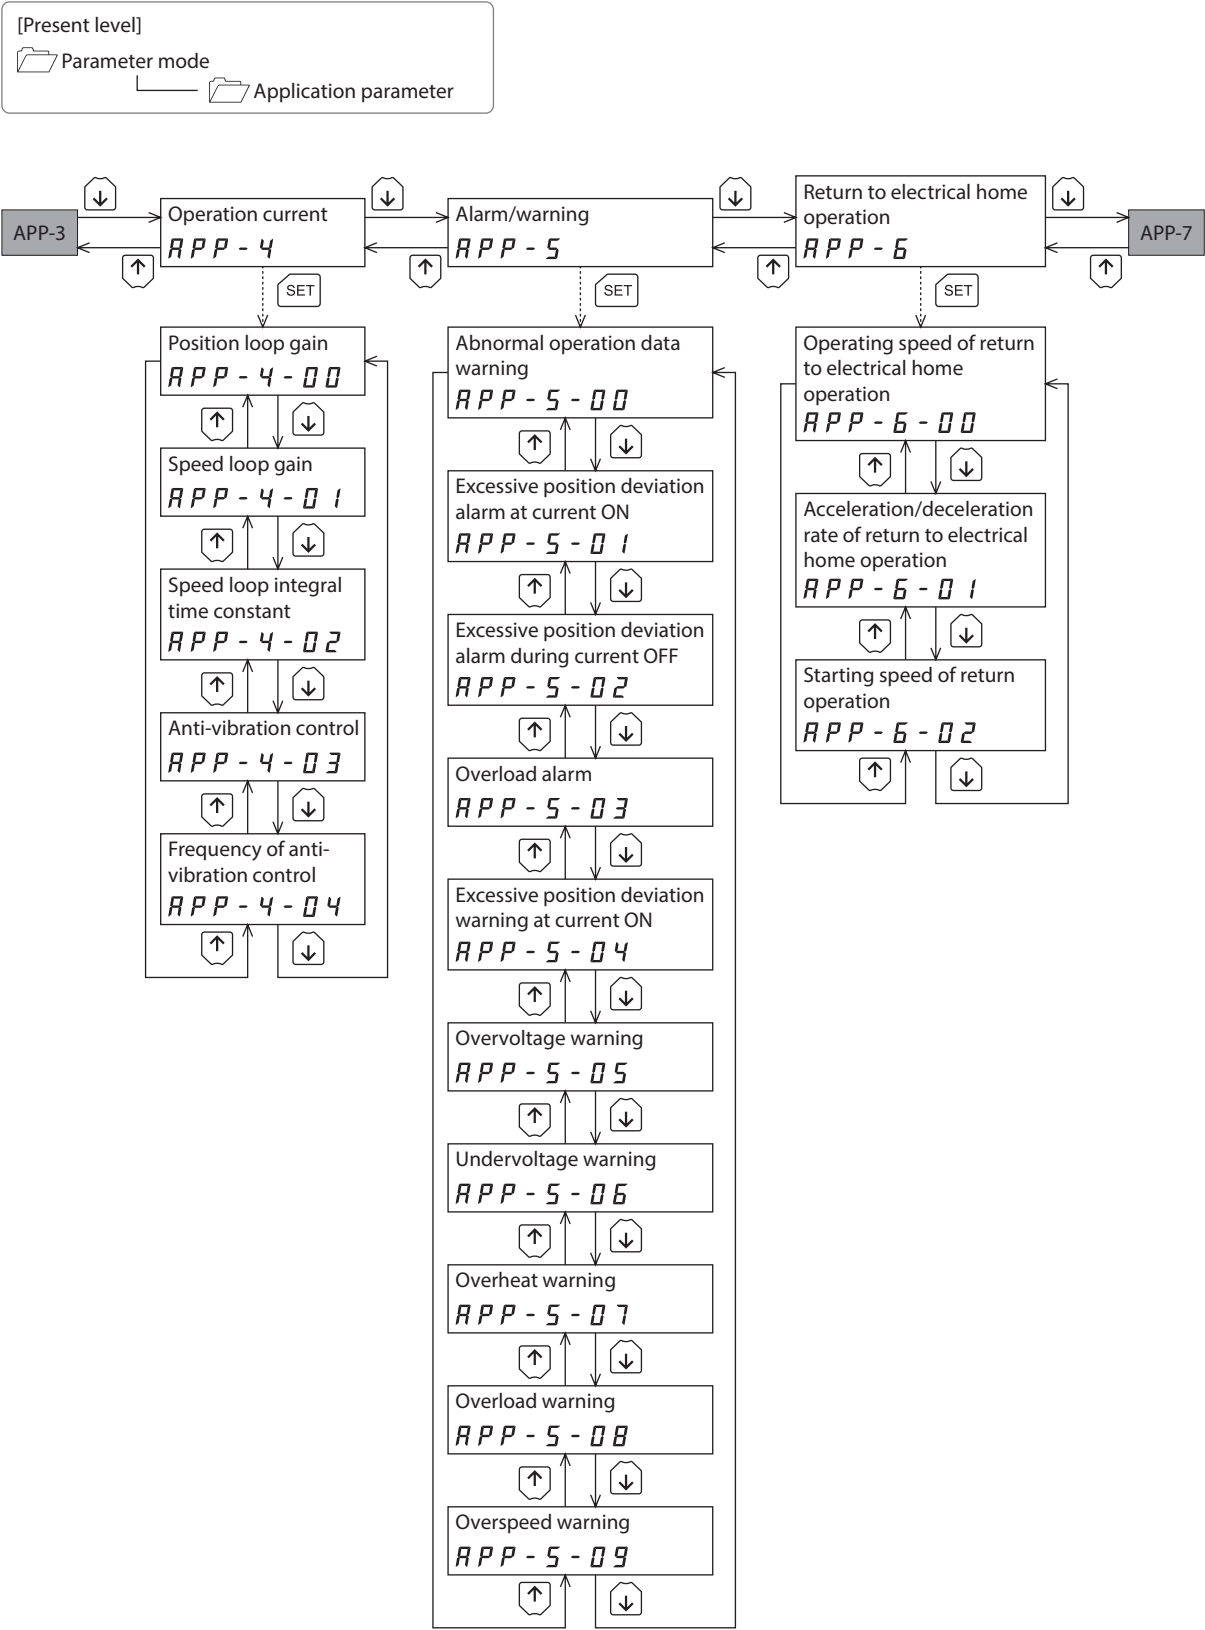 [Present level]
Parameter mode
Application parameter
APP-3
Operation current
APP-4
SET
Position loop gain
APP-4-00
Speed loop gain
APP-4-01
Speed loop integral
time constant
APP-4-02
Anti-vibration control
APP-4-03
Frequency of anti-
vibration control
APP-4-04
Alarm/warning
APP-5
SET
Abnormal operation data
warning
APP-5-00
Excessive position deviation
alarm at current ON
APP-5-01
Excessive position deviation
alarm during current OFF
APP-5-02
Overload alarm
APP-5-03
Excessive position deviation
warning at current ON
APP-5-04
Overvoltage warning
APP-5-05
Undervoltage warning
APP-5-06
Overheat warning
APP-5-07
Overload warning
APP-5-08
Overspeed warning
APP-5-09
Return to electrical home
operation
APP-6
SET
Operating speed of return
to electrical home
operation
APP-6-00
Acceleration/deceleration
rate of return to electrical
home operation
APP-6-01
Starting speed of return
operation
APP-6-02
APP-7